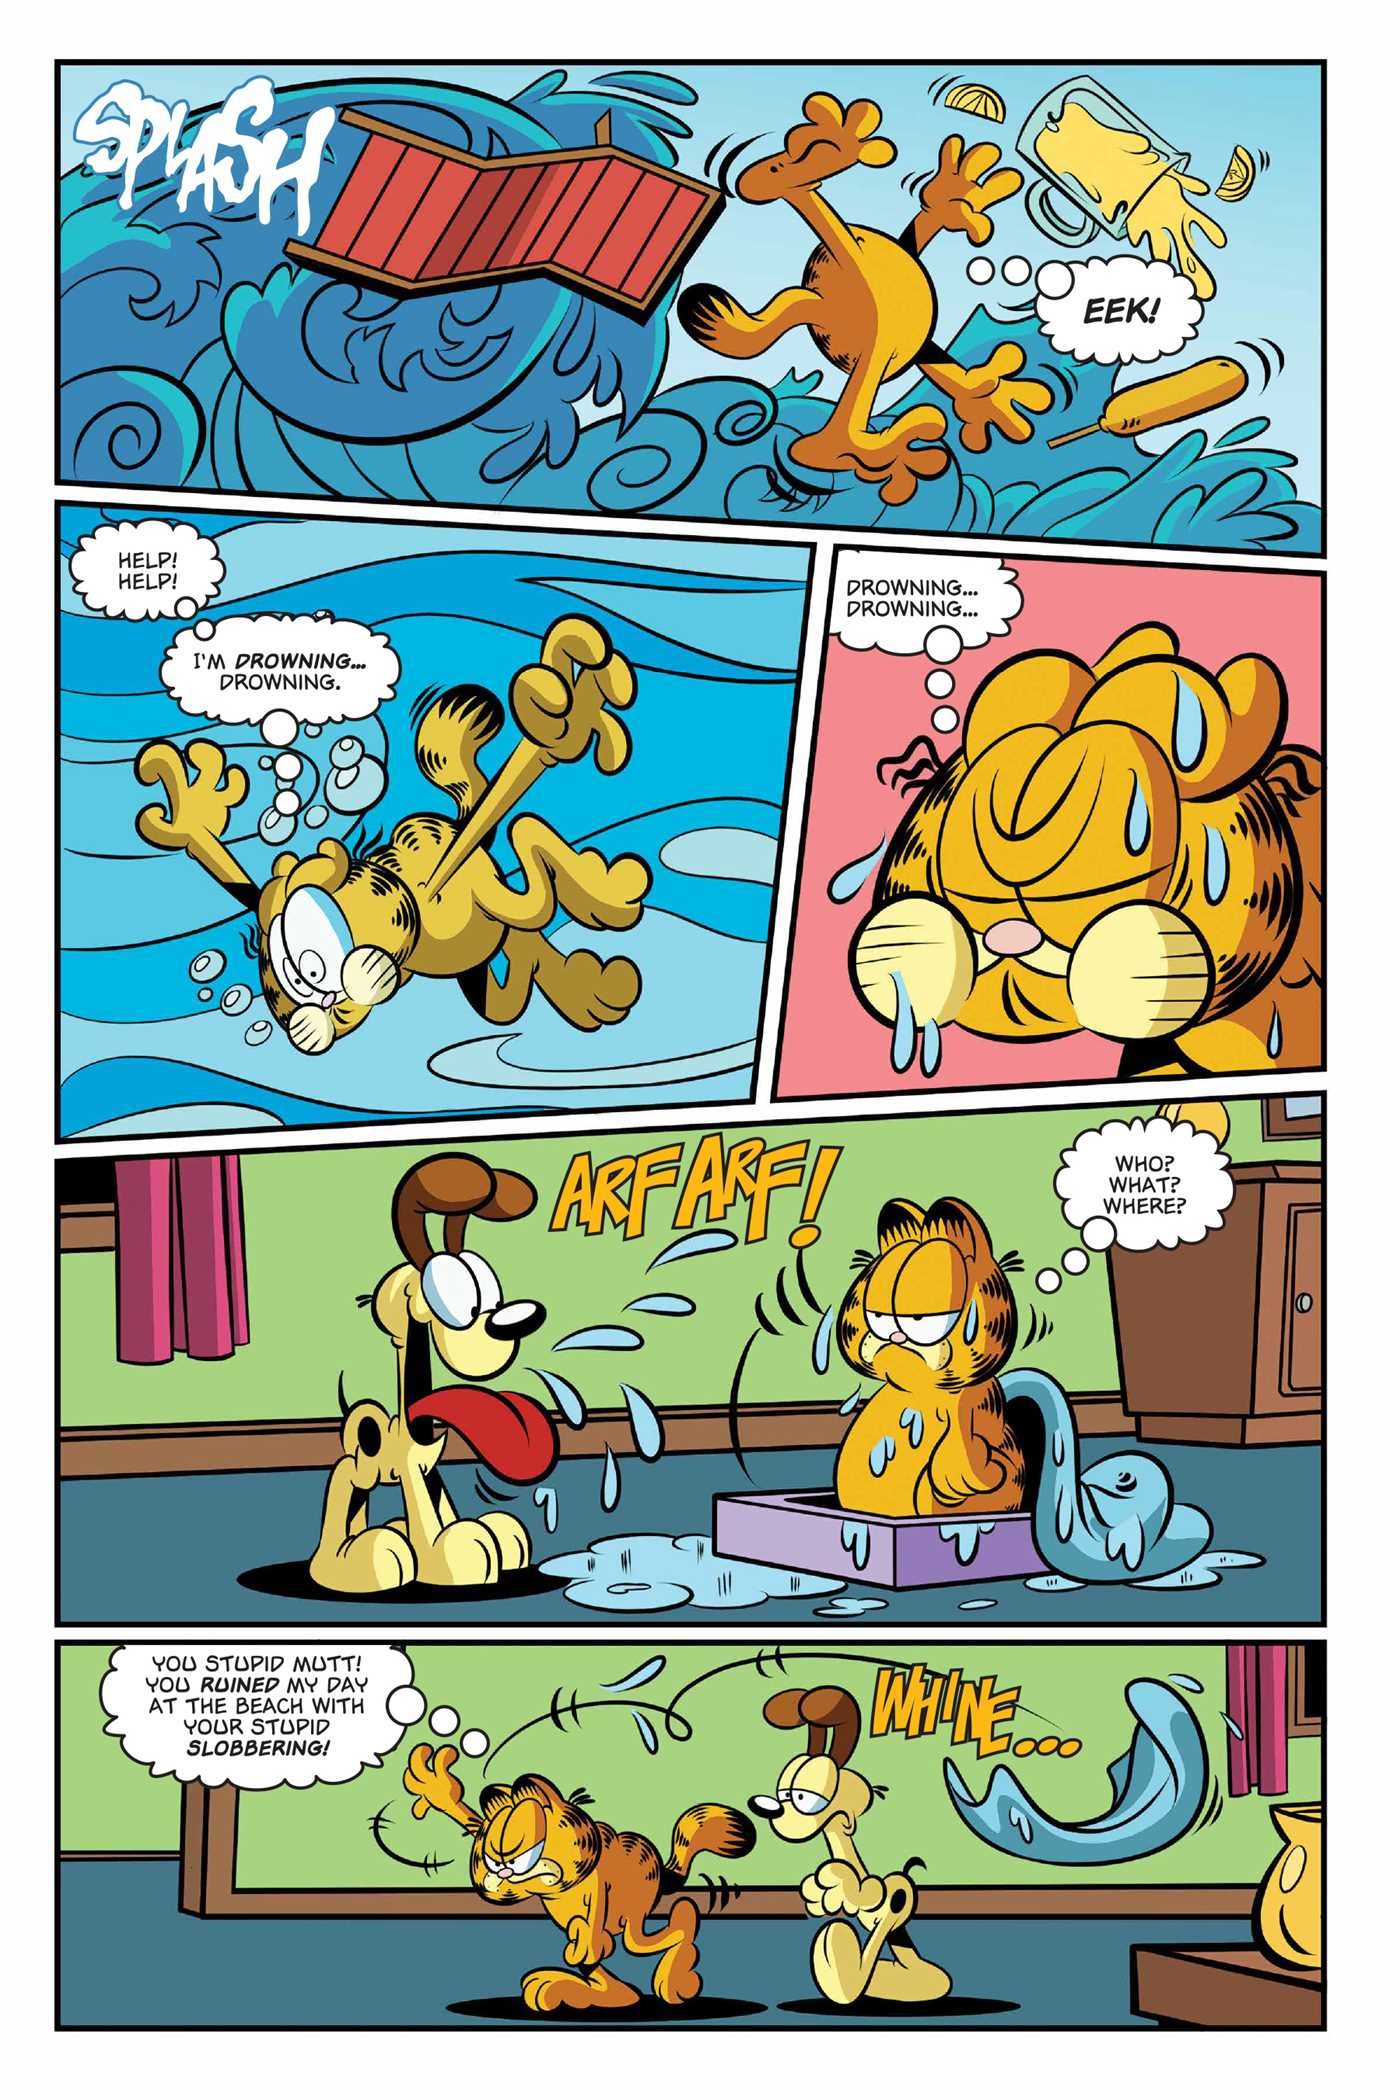 SPLASH
EEK!
HELP!
HELP!
I'M DROWNING...
DROWNING.
DROWNING...
DROWNING...
ARF ARF!
WHO?
WHAT?
WHERE?
YOU STUPID MUTT!
YOU RUINED MY DAY
AT THE BEACH WITH
YOUR STUPID
SLOBBERING!
WHINE...